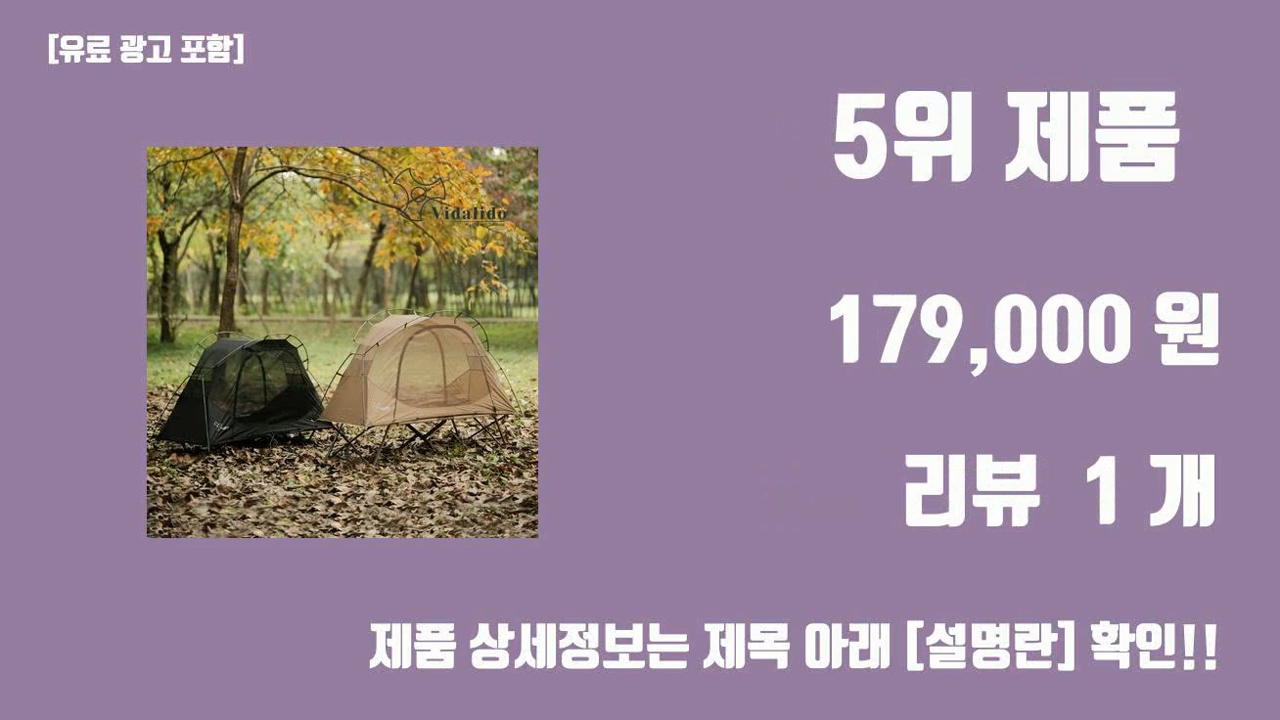 [유료 광고 포함]
5위 제품
Vidalido
179,000 원
리뷰 1 개
제품 상세정보는 제목 아래 [설명란] 확인!!